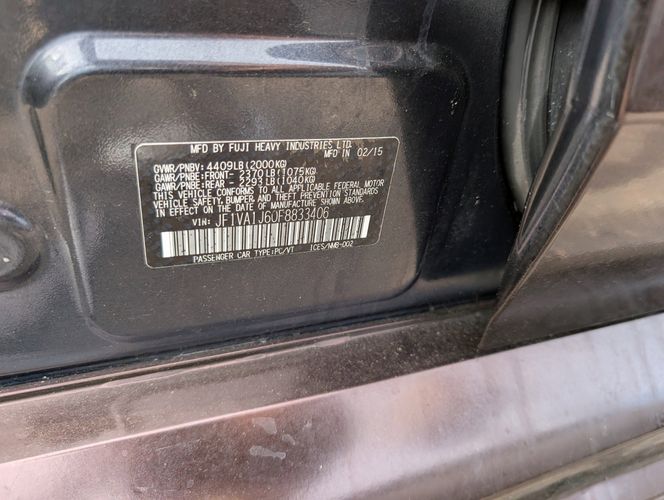 MFD BY FUJI HEAVY INDUSTRIES LTD.
MFD IN 02/15
GVWR/PNBV: 4409LB (2000KG)
GAWR/PNBE:FRONT- 2370LB (1075KG)
GAWR/PNBE:REAR - 2293LB (1040KG)
THIS VEHICLE CONFORMS TO ALL APPLICABLE FEDERAL MOTOR
VEHICLE SAFETY, BUMPER, AND THEFT PREVENTION STANDARDS
IN EFFECT ON THE DATE OF MANUFACTURE SHOWN ABOVE.
VIN: JF1VA1J60F8833406
PASSENGER CAR TYPE:PC/VT ICES/NMB-002